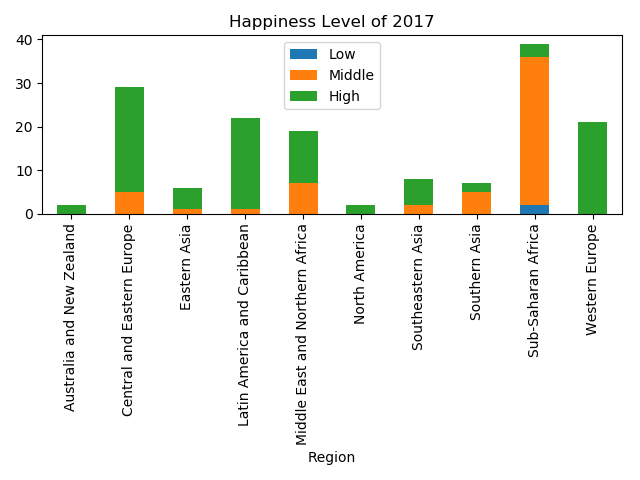 Happiness Level of 2017
Low
Middle
High
40
30
20
10
0
Australia and New Zealand
Central and Eastern Europe
Eastern Asia
Latin America and Caribbean
Middle East and Northern Africa
North America
Southeastern Asia
Southern Asia
Sub-Saharan Africa
Western Europe
Region